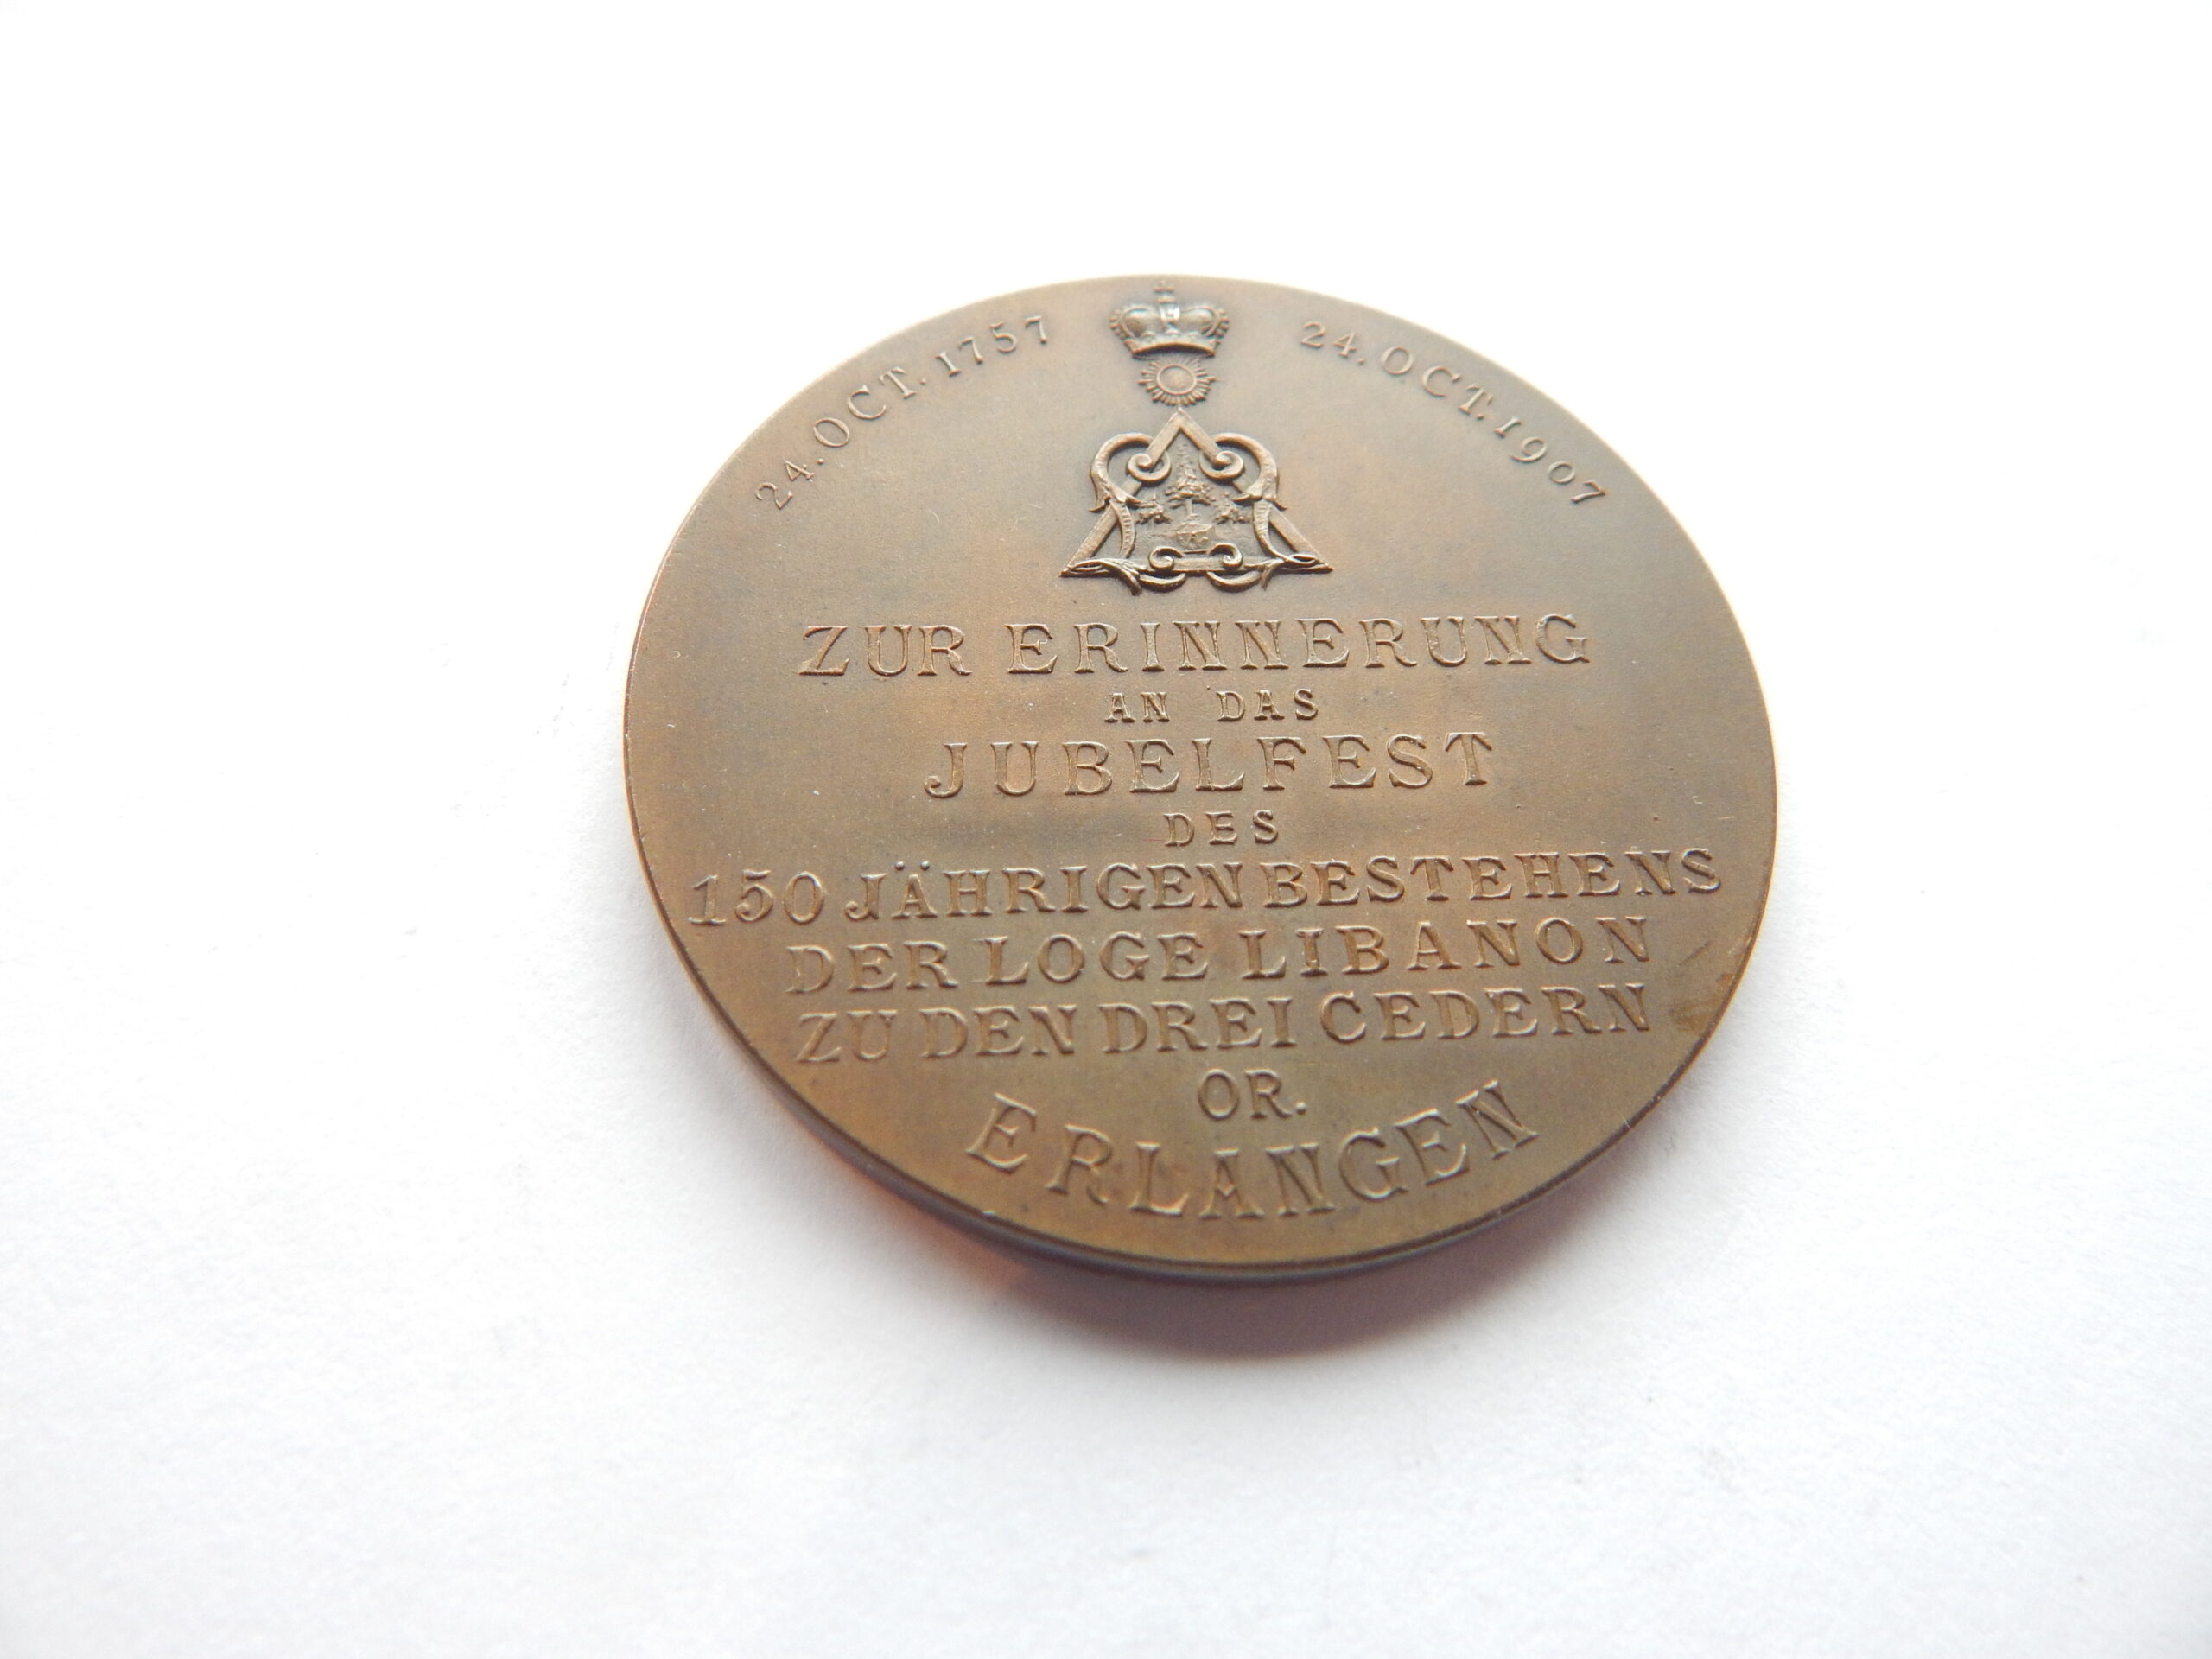 24. OCT. 1757
24. OCT. 1907
ZUR ERINNERUNG
AN DAS
JUBELFEST
DES
150 JÄHRIGEN BESTEHENS
DER LOGE LIBANON
ZU DEN DREI CEDERN
OR.
ERLANGEN